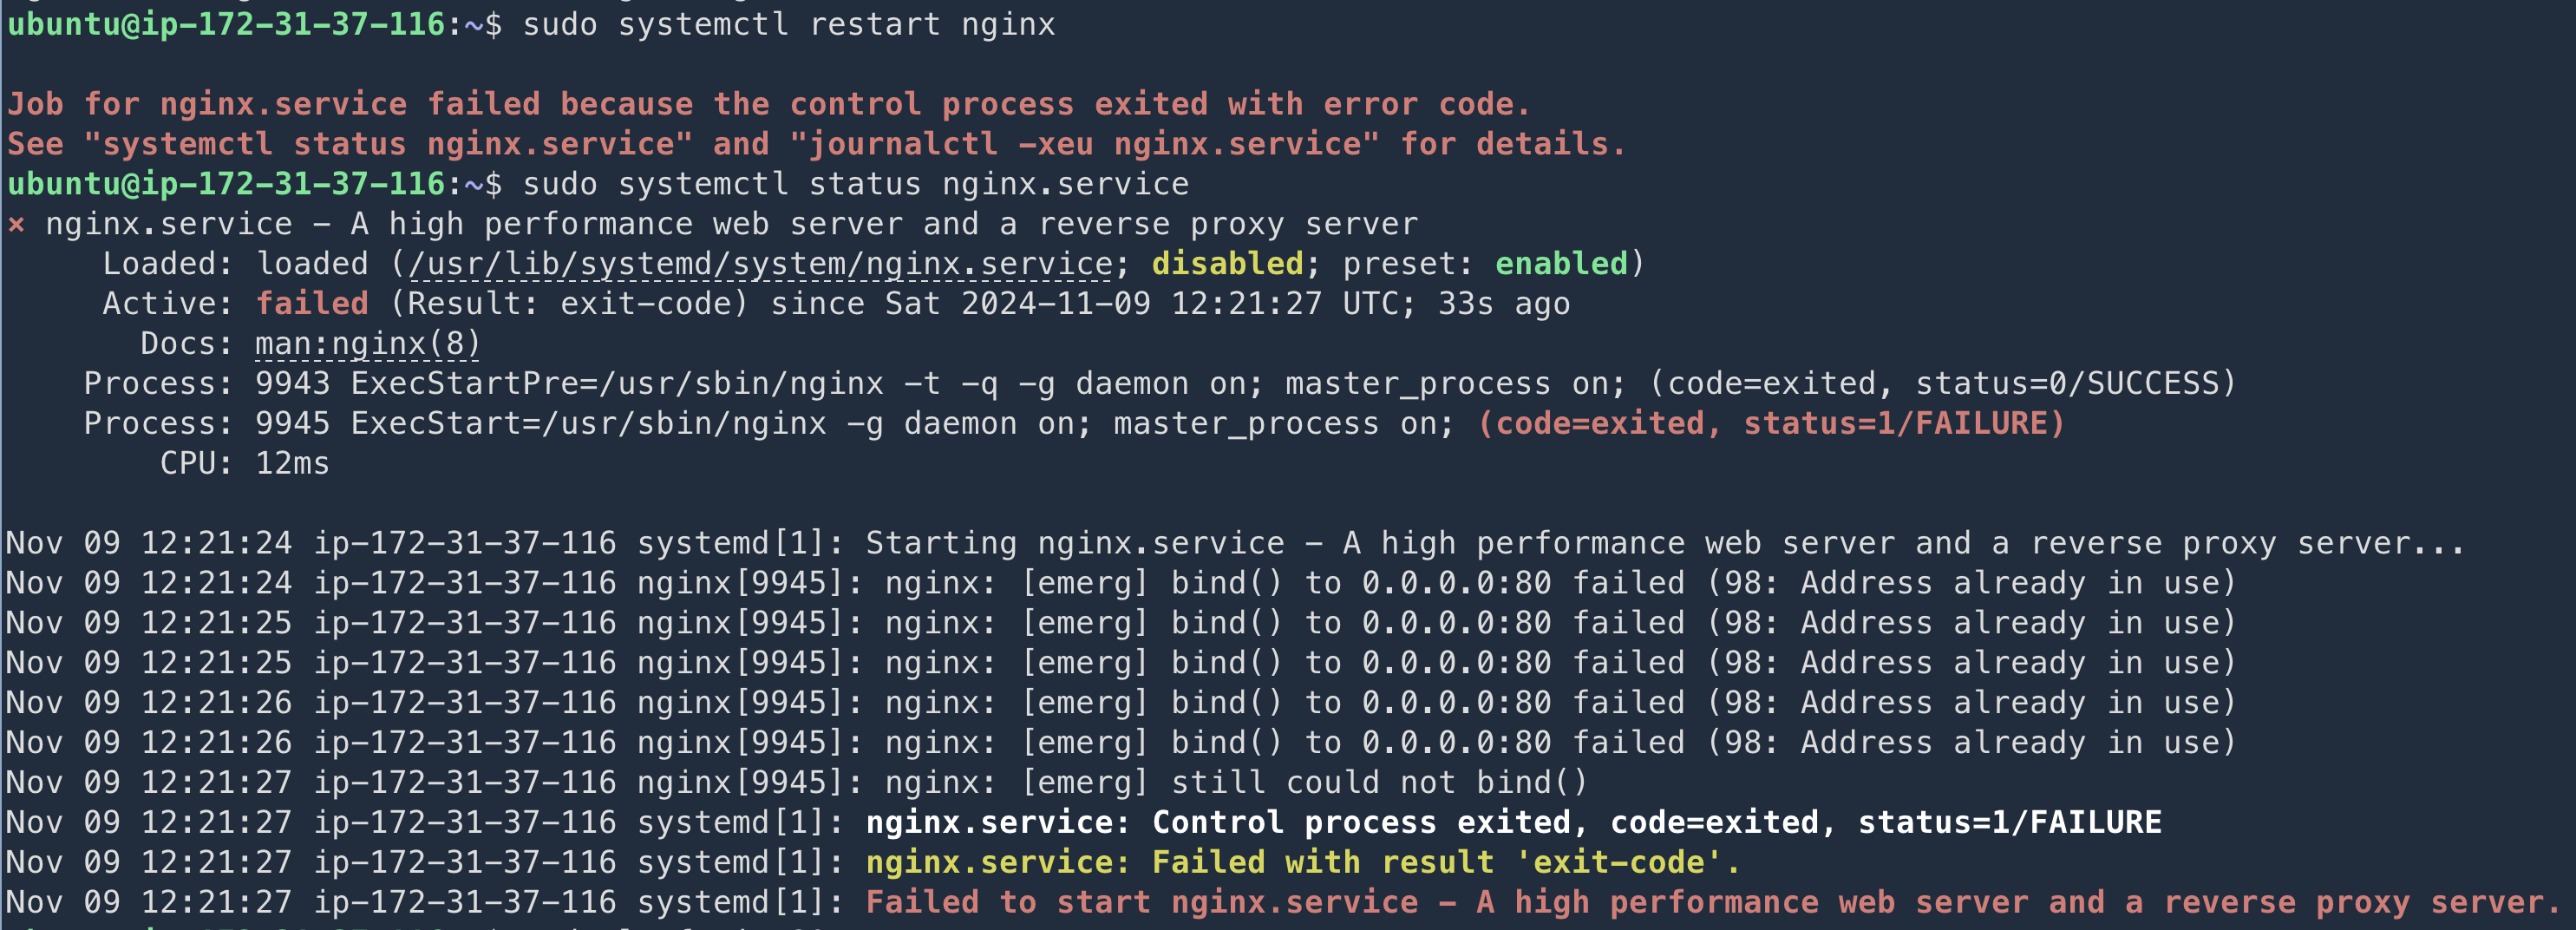 ubuntu@ip-172-31-37-116:~$ sudo systemctl restart nginx
Job for nginx.service failed because the control process exited with error code.
See "systemctl status nginx.service" and "journalctl -xeu nginx.service" for details.
ubuntu@ip-172-31-37-116:~$ sudo systemctl status nginx.service
× nginx.service - A high performance web server and a reverse proxy server
Loaded: loaded (/usr/lib/systemd/system/nginx.service; disabled; preset: enabled)
Active: failed (Result: exit-code) since Sat 2024-11-09 12:21:27 UTC; 33s ago
Docs: man:nginx(8)
Process: 9943 ExecStartPre=/usr/sbin/nginx -t -q -g daemon on; master_process on; (code=exited, status=0/SUCCESS)
Process: 9945 ExecStart=/usr/sbin/nginx -g daemon on; master_process on; (code=exited, status=1/FAILURE)
CPU: 12ms
Nov 09 12:21:24 ip-172-31-37-116 systemd[1]: Starting nginx.service - A high performance web server and a reverse proxy server...
Nov 09 12:21:24 ip-172-31-37-116 nginx[9945]: nginx: [emerg] bind() to 0.0.0.0:80 failed (98: Address already in use)
Nov 09 12:21:25 ip-172-31-37-116 nginx[9945]: nginx: [emerg] bind() to 0.0.0.0:80 failed (98: Address already in use)
Nov 09 12:21:25 ip-172-31-37-116 nginx[9945]: nginx: [emerg] bind() to 0.0.0.0:80 failed (98: Address already in use)
Nov 09 12:21:26 ip-172-31-37-116 nginx[9945]: nginx: [emerg] bind() to 0.0.0.0:80 failed (98: Address already in use)
Nov 09 12:21:26 ip-172-31-37-116 nginx[9945]: nginx: [emerg] bind() to 0.0.0.0:80 failed (98: Address already in use)
Nov 09 12:21:27 ip-172-31-37-116 nginx[9945]: nginx: [emerg] still could not bind()
Nov 09 12:21:27 ip-172-31-37-116 systemd[1]: nginx.service: Control process exited, code=exited, status=1/FAILURE
Nov 09 12:21:27 ip-172-31-37-116 systemd[1]: nginx.service: Failed with result 'exit-code'.
Nov 09 12:21:27 ip-172-31-37-116 systemd[1]: Failed to start nginx.service - A high performance web server and a reverse proxy server.